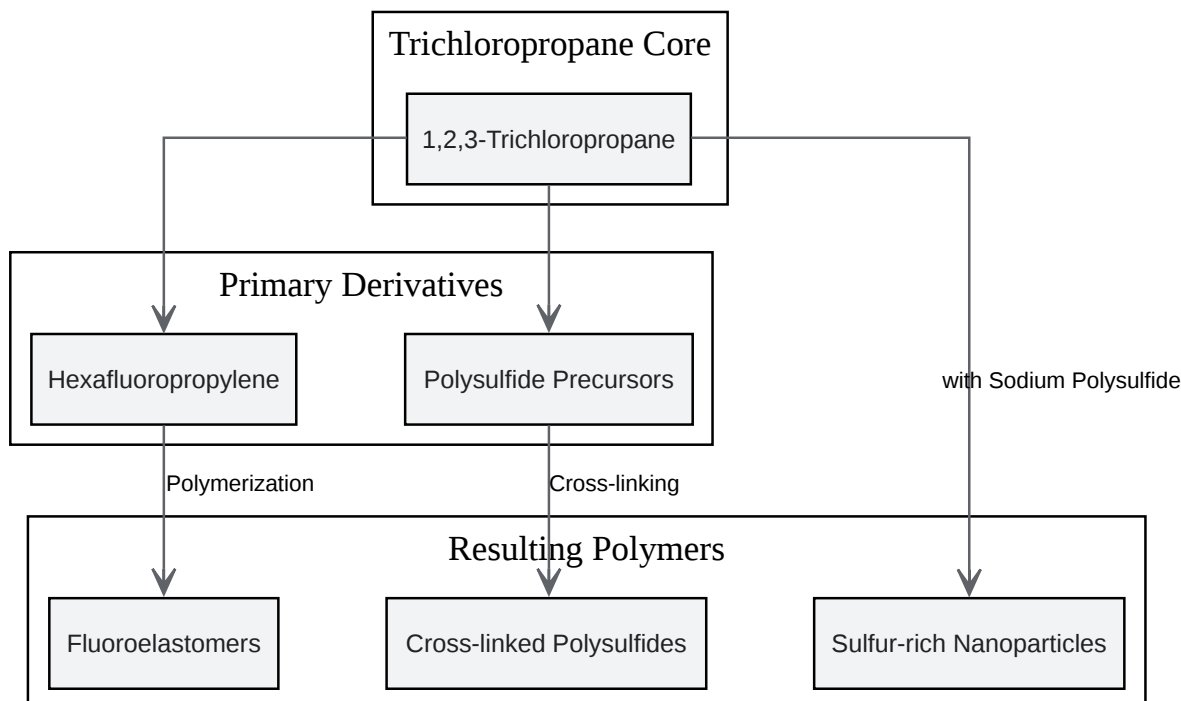 Trichloropropane Core
1,2,3-Trichloropropane
Primary Derivatives
Hexafluoropropylene
Polysulfide Precursors
with Sodium Polysulfide
Polymerization
Cross-linking
Resulting Polymers
Fluoroelastomers
Cross-linked Polysulfides
Sulfur-rich Nanoparticles